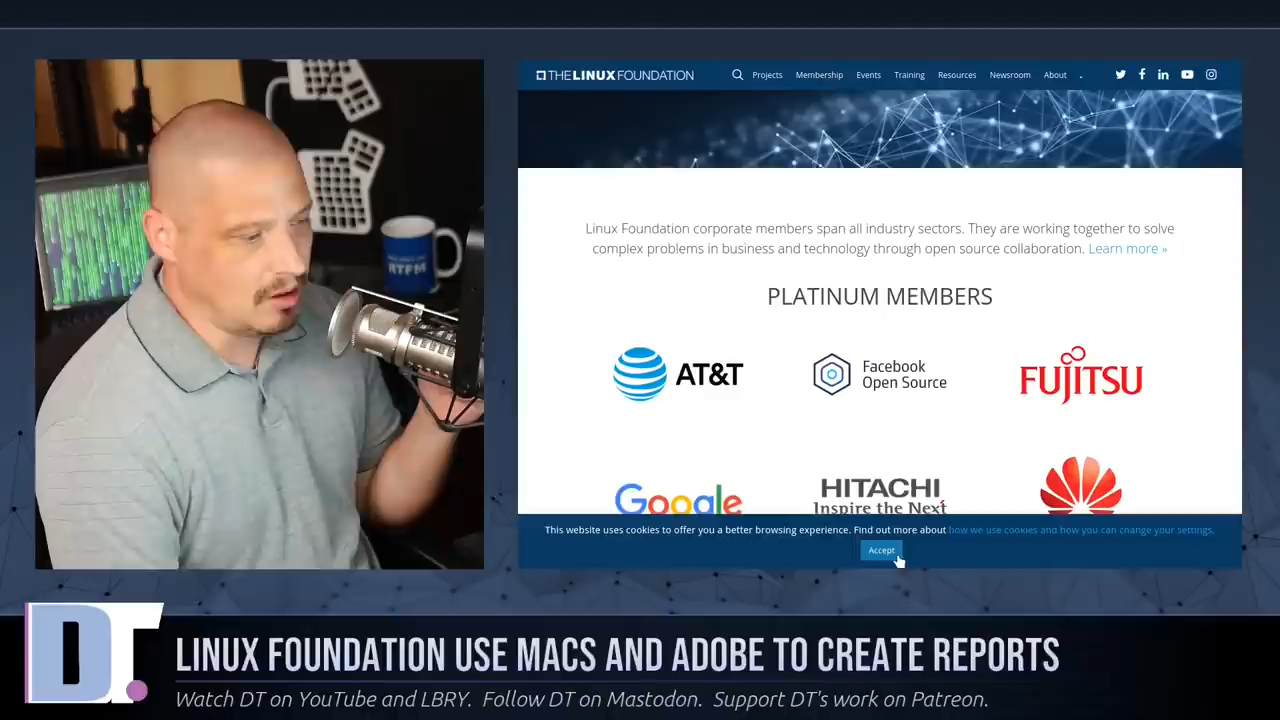 RTFM
THE LINUX FOUNDATION
Projects Membership Events Training Resources Newsroom About .
Linux Foundation corporate members span all industry sectors. They are working together to solve
complex problems in business and technology through open source collaboration. Learn more »
PLATINUM MEMBERS
AT&T
Facebook
Open Source
FUJITSU
Google
HITACHI
Inspire the Next
This website uses cookies to offer you a better browsing experience. Find out more about how we use cookies and how you can change your settings.
Accept
DT.
LINUX FOUNDATION USE MACS AND ADOBE TO CREATE REPORTS
Watch DT on YouTube and LBRY. Follow DT on Mastodon. Support DT's work on Patreon.